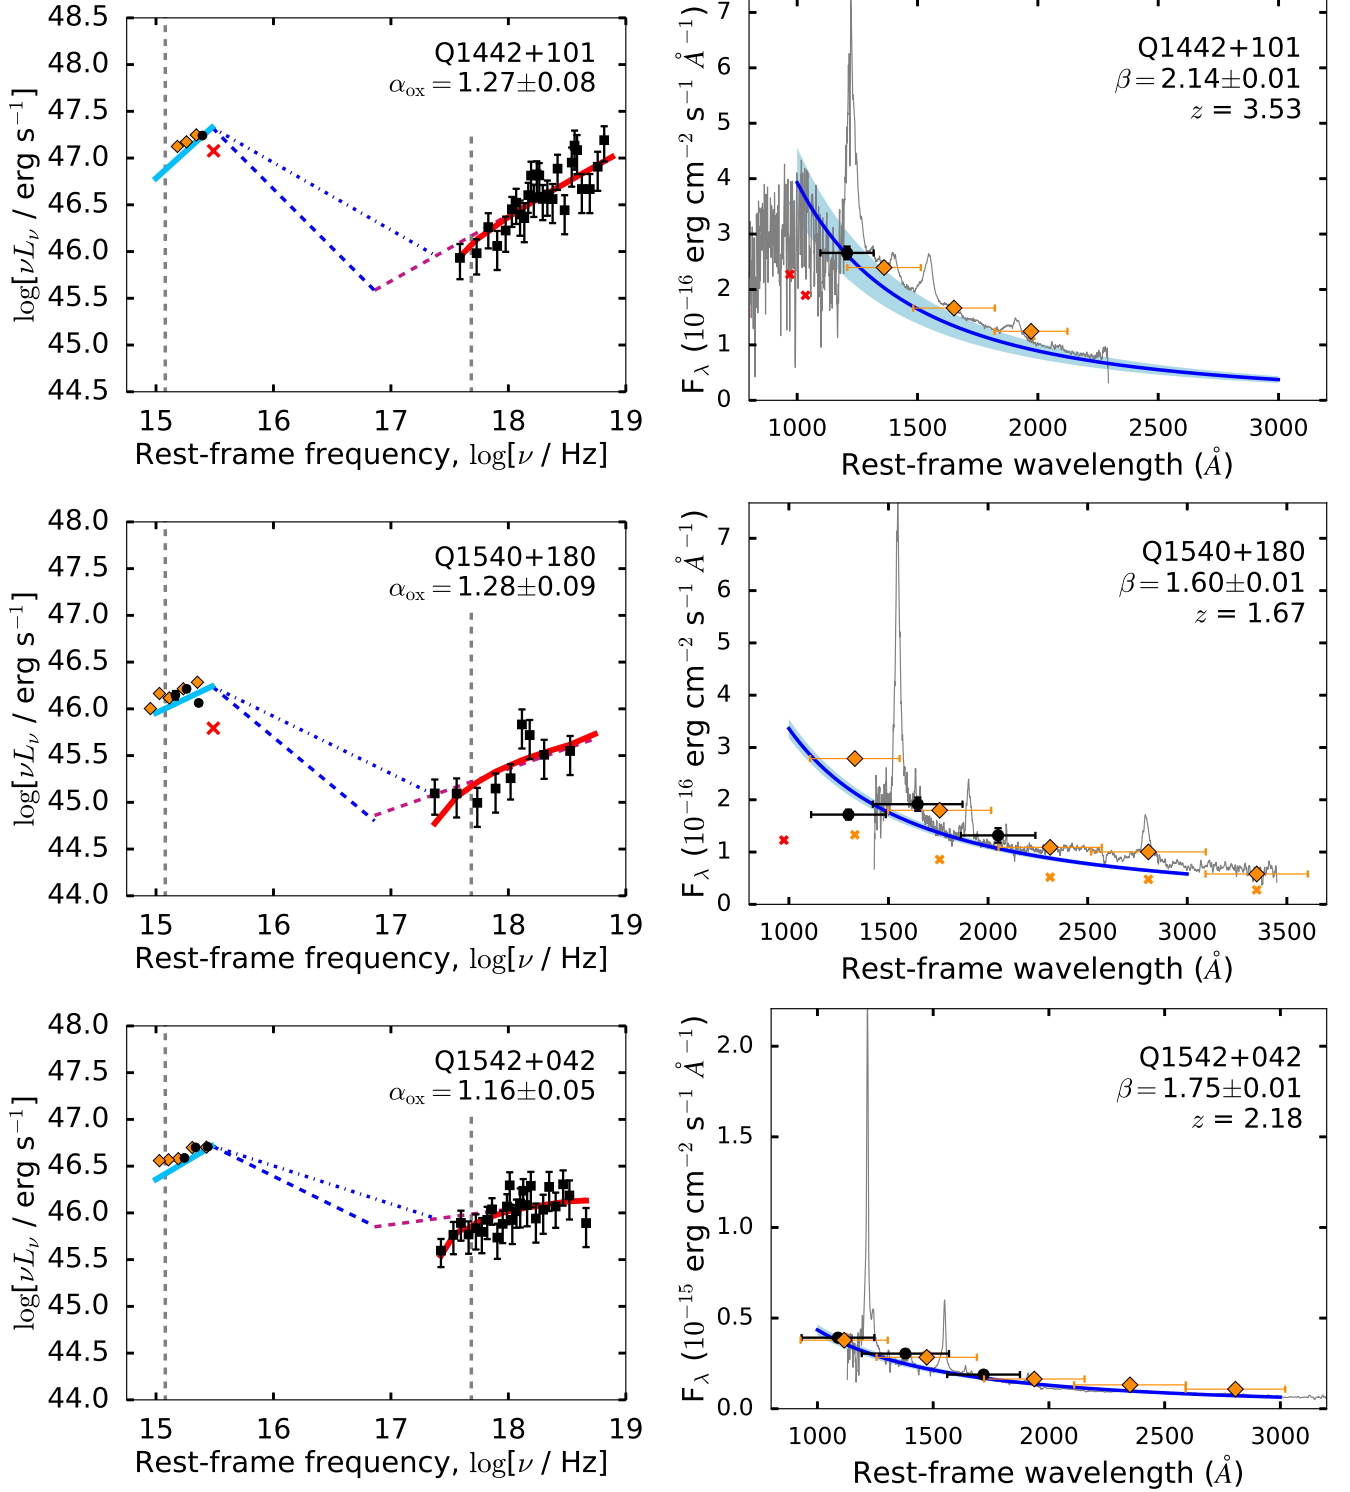 48.5
48.0
47.5
47.0
46.5
46.0
45.5
45.0
44.5
log[νLν / erg s⁻¹]
Q1442+101
αox = 1.27±0.08
15 16 17 18 19
Rest-frame frequency, log[ν / Hz]
7
6
5
4
3
2
1
0
Fλ (10⁻¹⁶ erg cm⁻² s⁻¹ Å⁻¹)
Q1442+101
β = 2.14±0.01
z = 3.53
1000 1500 2000 2500 3000
Rest-frame wavelength (Å)
48.0
47.5
47.0
46.5
46.0
45.5
45.0
44.5
44.0
log[νLν / erg s⁻¹]
Q1540+180
αox = 1.28±0.09
15 16 17 18 19
Rest-frame frequency, log[ν / Hz]
7
6
5
4
3
2
1
0
Fλ (10⁻¹⁶ erg cm⁻² s⁻¹ Å⁻¹)
Q1540+180
β = 1.60±0.01
z = 1.67
1000 1500 2000 2500 3000 3500
Rest-frame wavelength (Å)
48.0
47.5
47.0
46.5
46.0
45.5
45.0
44.5
44.0
log[νLν / erg s⁻¹]
Q1542+042
αox = 1.16±0.05
15 16 17 18 19
Rest-frame frequency, log[ν / Hz]
2.0
1.5
1.0
0.5
0.0
Fλ (10⁻¹⁵ erg cm⁻² s⁻¹ Å⁻¹)
Q1542+042
β = 1.75±0.01
z = 2.18
1000 1500 2000 2500 3000
Rest-frame wavelength (Å)